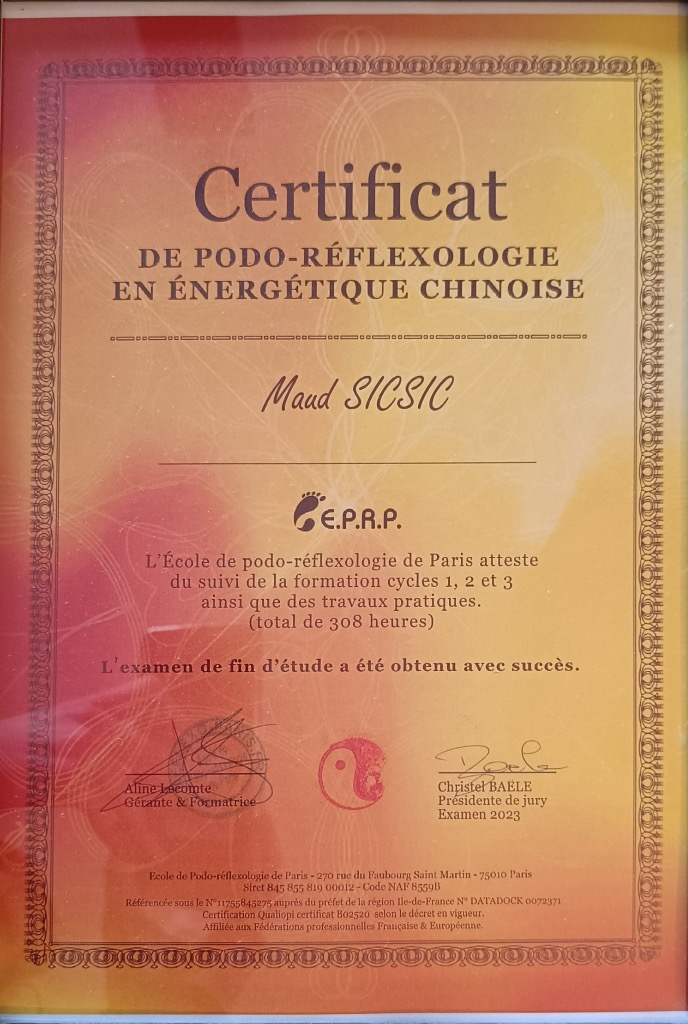 Certificat
DE PODO-RÉFLEXOLOGIE
EN ÉNERGÉTIQUE CHINOISE
Maud SICSIC
E.P.R.P.
L'École de podo-réflexologie de Paris atteste
du suivi de la formation cycles 1, 2 et 3
ainsi que des travaux pratiques.
(total de 308 heures)
L'examen de fin d'étude a été obtenu avec succès.
Aline Lecomte
Gérante & Formatrice
Christel BAËLE
Présidente de jury
Examen 2023
Ecole de Podo-réflexologie de Paris - 270 rue du Faubourg Saint Martin - 75010 Paris
Siret 845 855 819 00012 - Code NAF 8559B
Référencée sous le N°11755845275 auprès du préfet de la région Ile-de-France N° DATADOCK 0072371
Certification Qualiopi certificat B02520 selon le décret en vigueur.
Affiliée aux Fédérations professionnelles Française & Européenne.